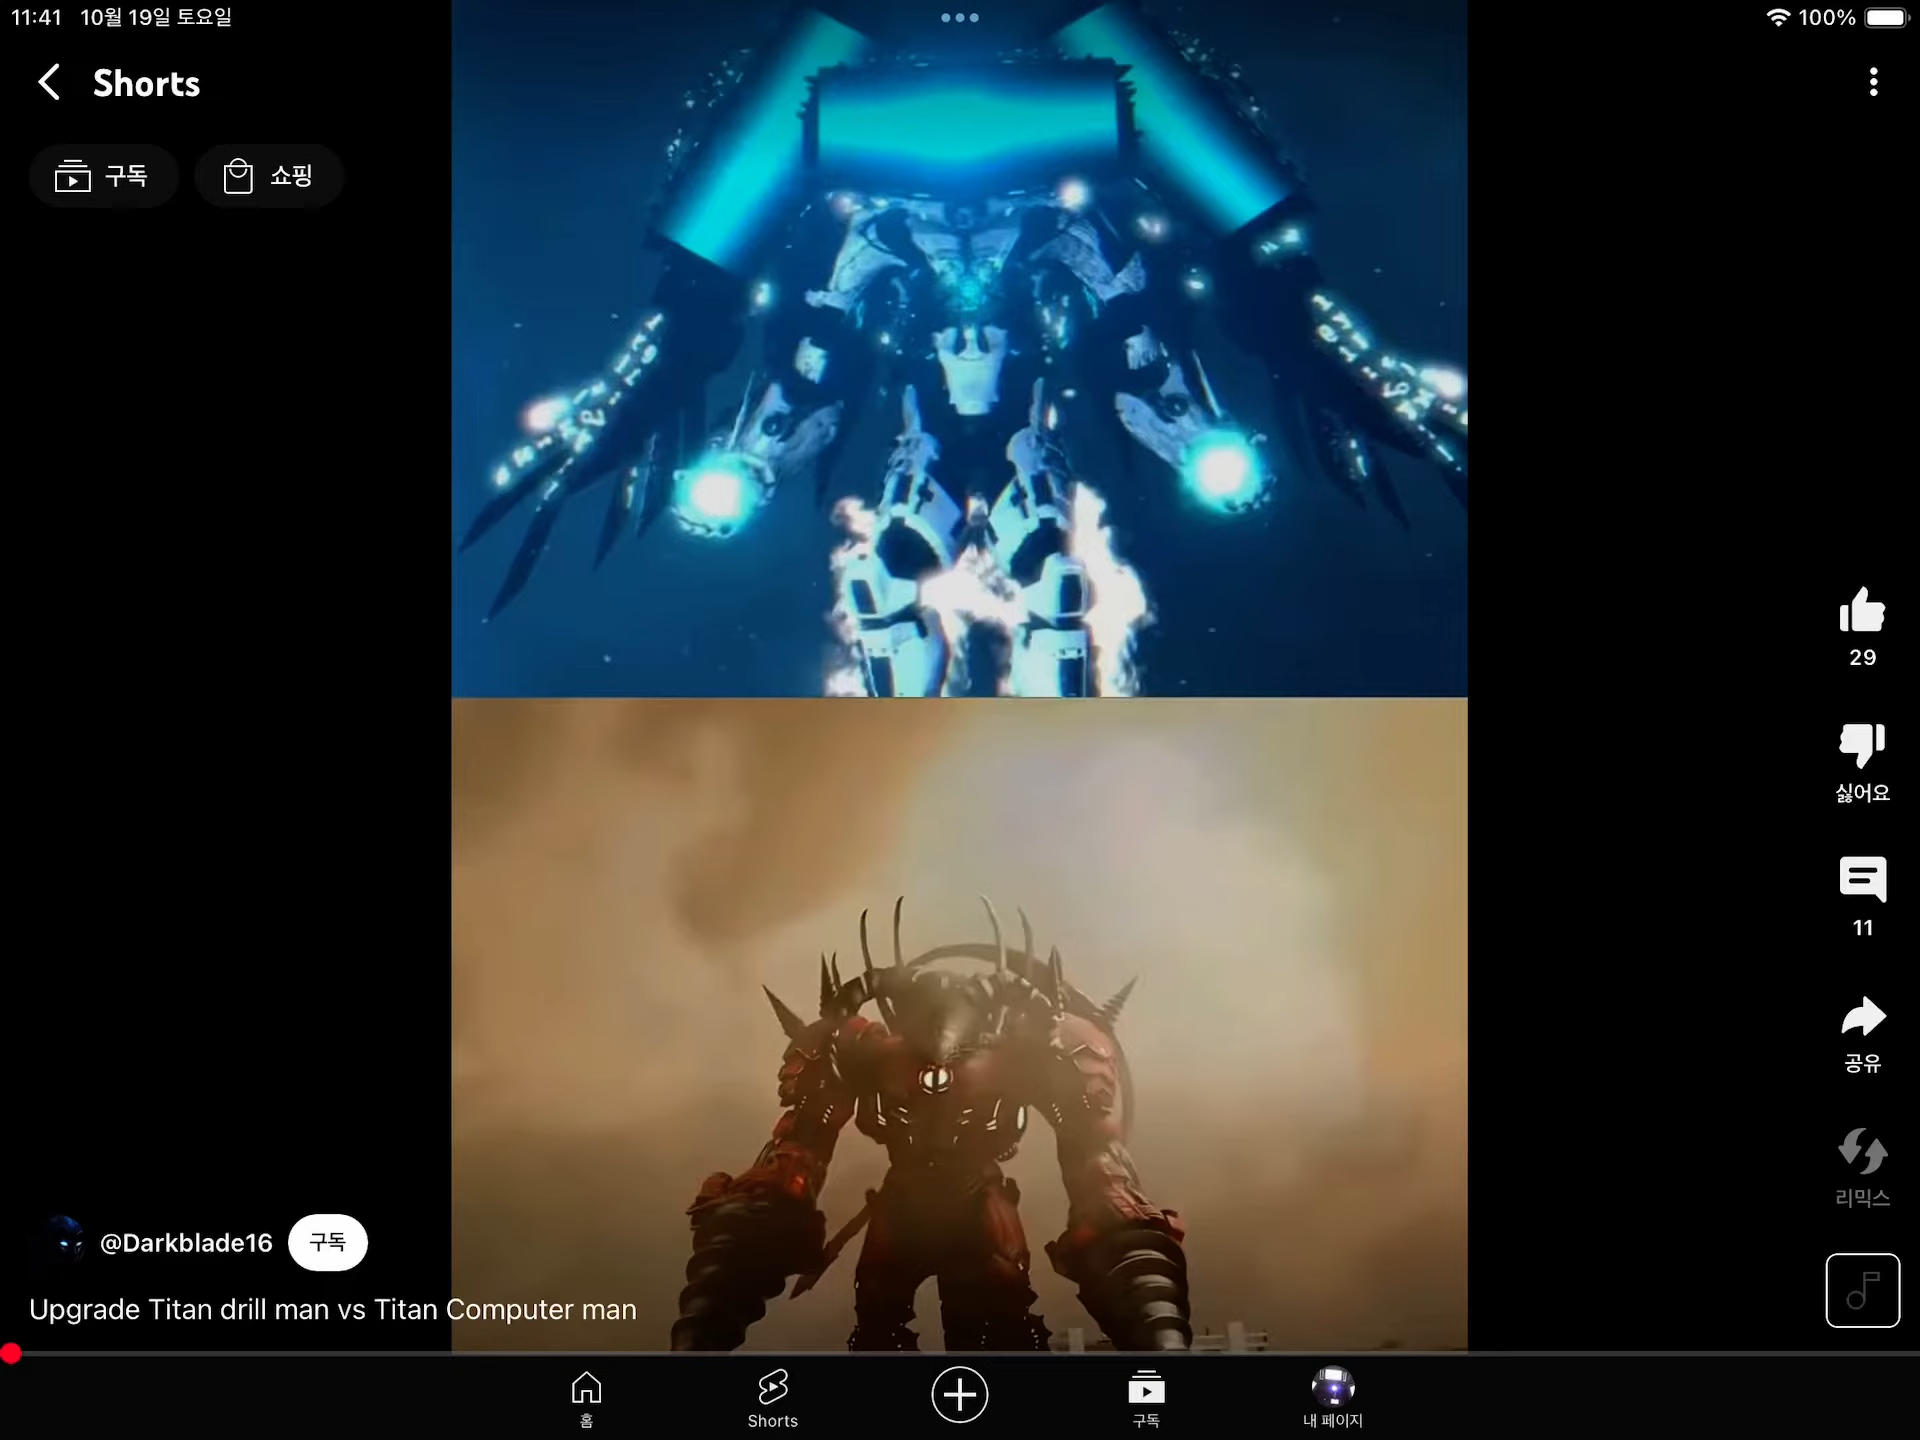 11:41 10월 19일 토요일
100%
Shorts
구독
쇼핑
29
싫어요
11
공유
리믹스
@Darkblade16 구독
Upgrade Titan drill man vs Titan Computer man
홈
Shorts
구독
내 페이지